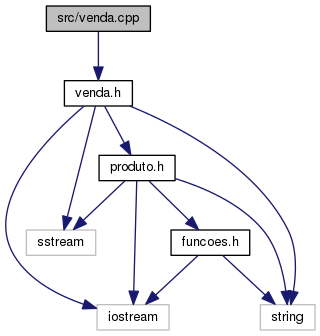 src/venda.cpp
venda.h
produto.h
sstream
funcoes.h
iostream
string